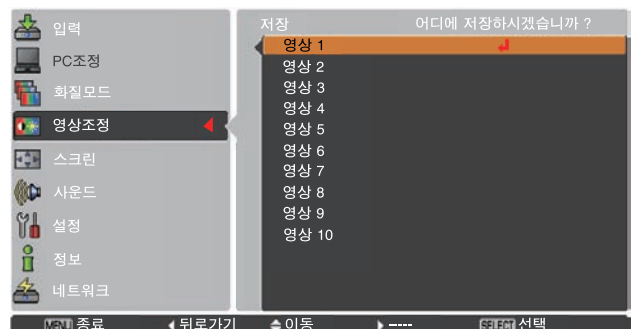 입력
PC조정
화질모드
영상조정
스크린
사운드
설정
정보
네트워크
저장 어디에 저장하시겠습니까 ?
영상 1
영상 2
영상 3
영상 4
영상 5
영상 6
영상 7
영상 8
영상 9
영상 10
MENU 종료 뒤로가기 이동 ---- SELECT 선택